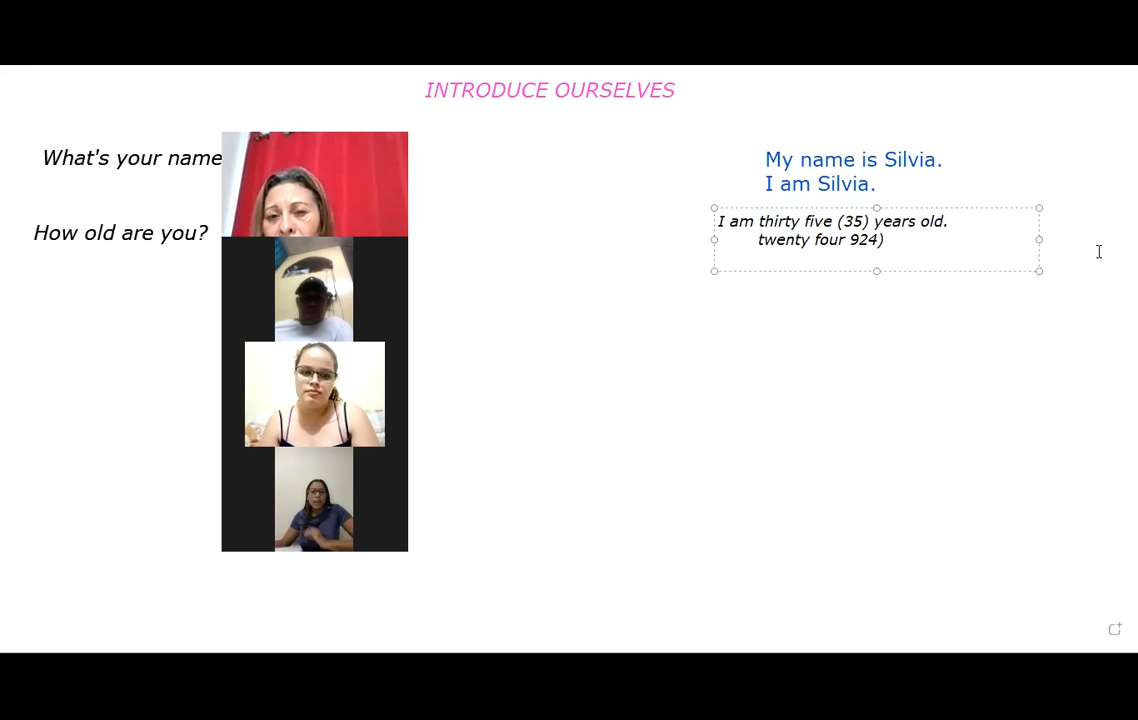 INTRODUCE OURSELVES
What's your name
My name is Silvia.
I am Silvia.
How old are you?
I am thirty five (35) years old.
twenty four 924)